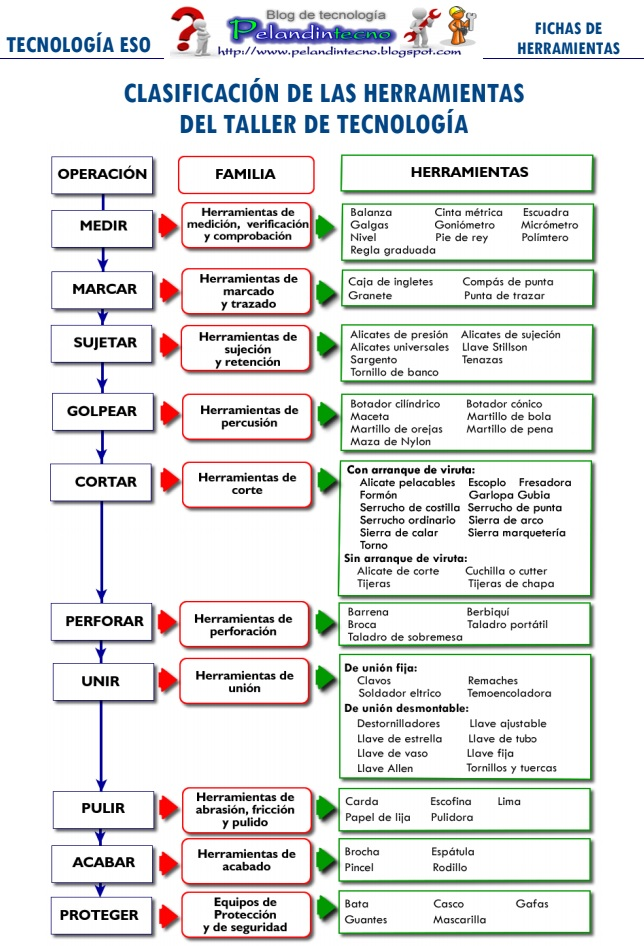 TECNOLOGÍA ESO
Blog de tecnología
Pelandintecno
http://www.pelandintecno.blogspot.com
FICHAS DE
HERRAMIENTAS
CLASIFICACIÓN DE LAS HERRAMIENTAS
DEL TALLER DE TECNOLOGÍA
OPERACIÓN
FAMILIA
HERRAMIENTAS
MEDIR
Herramientas de
medición, verificación
y comprobación
Balanza Cinta métrica Escuadra
Galgas Goniómetro Micrómetro
Nivel Pie de rey Polímtero
Regla graduada
MARCAR
Herramientas de
marcado
y trazado
Caja de ingletes Compás de punta
Granete Punta de trazar
SUJETAR
Herramientas de
sujeción
y retención
Alicates de presión Alicates de sujeción
Alicates universales Llave Stillson
Sargento Tenazas
Tornillo de banco
GOLPEAR
Herramientas de
percusión
Botador cilíndrico Botador cónico
Maceta Martillo de bola
Martillo de orejas Martillo de pena
Maza de Nylon
CORTAR
Herramientas de
corte
Con arranque de viruta:
Alicate pelacables Escoplo Fresadora
Formón Garlopa Gubia
Serrucho de costilla Serrucho de punta
Serrucho ordinario Sierra de arco
Sierra de calar Sierra marquetería
Torno
Sin arranque de viruta:
Alicate de corte Cuchilla o cutter
Tijeras Tijeras de chapa
PERFORAR
Herramientas de
perforación
Barrena Berbiquí
Broca Taladro portátil
Taladro de sobremesa
UNIR
Herramientas de
unión
De unión fija:
Clavos Remaches
Soldador eltrico Temoencoladora
De unión desmontable:
Destornilladores Llave ajustable
Llave de estrella Llave de tubo
Llave de vaso Llave fija
Llave Allen Tornillos y tuercas
PULIR
Herramientas de
abrasión, fricción
y pulido
Carda Escofina Lima
Papel de lija Pulidora
ACABAR
Herramientas de
acabado
Brocha Espátula
Pincel Rodillo
PROTEGER
Equipos de
Protección
y de seguridad
Bata Casco Gafas
Guantes Mascarilla